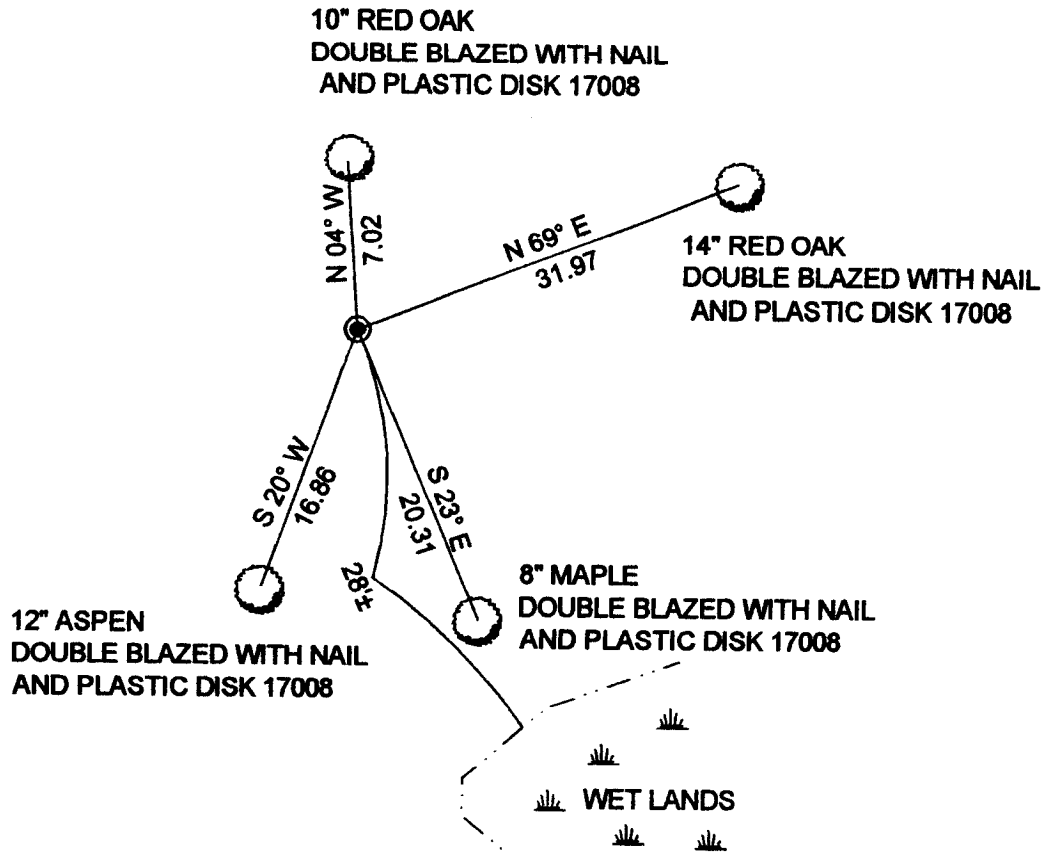 10" RED OAK
DOUBLE BLAZED WITH NAIL
AND PLASTIC DISK 17008
N 04° W
7.02
N 69° E
31.97
14" RED OAK
DOUBLE BLAZED WITH NAIL
AND PLASTIC DISK 17008
S 20° W
16.86
S 23° E
20.31
28'±
12" ASPEN
DOUBLE BLAZED WITH NAIL
AND PLASTIC DISK 17008
8" MAPLE
DOUBLE BLAZED WITH NAIL
AND PLASTIC DISK 17008
WET LANDS